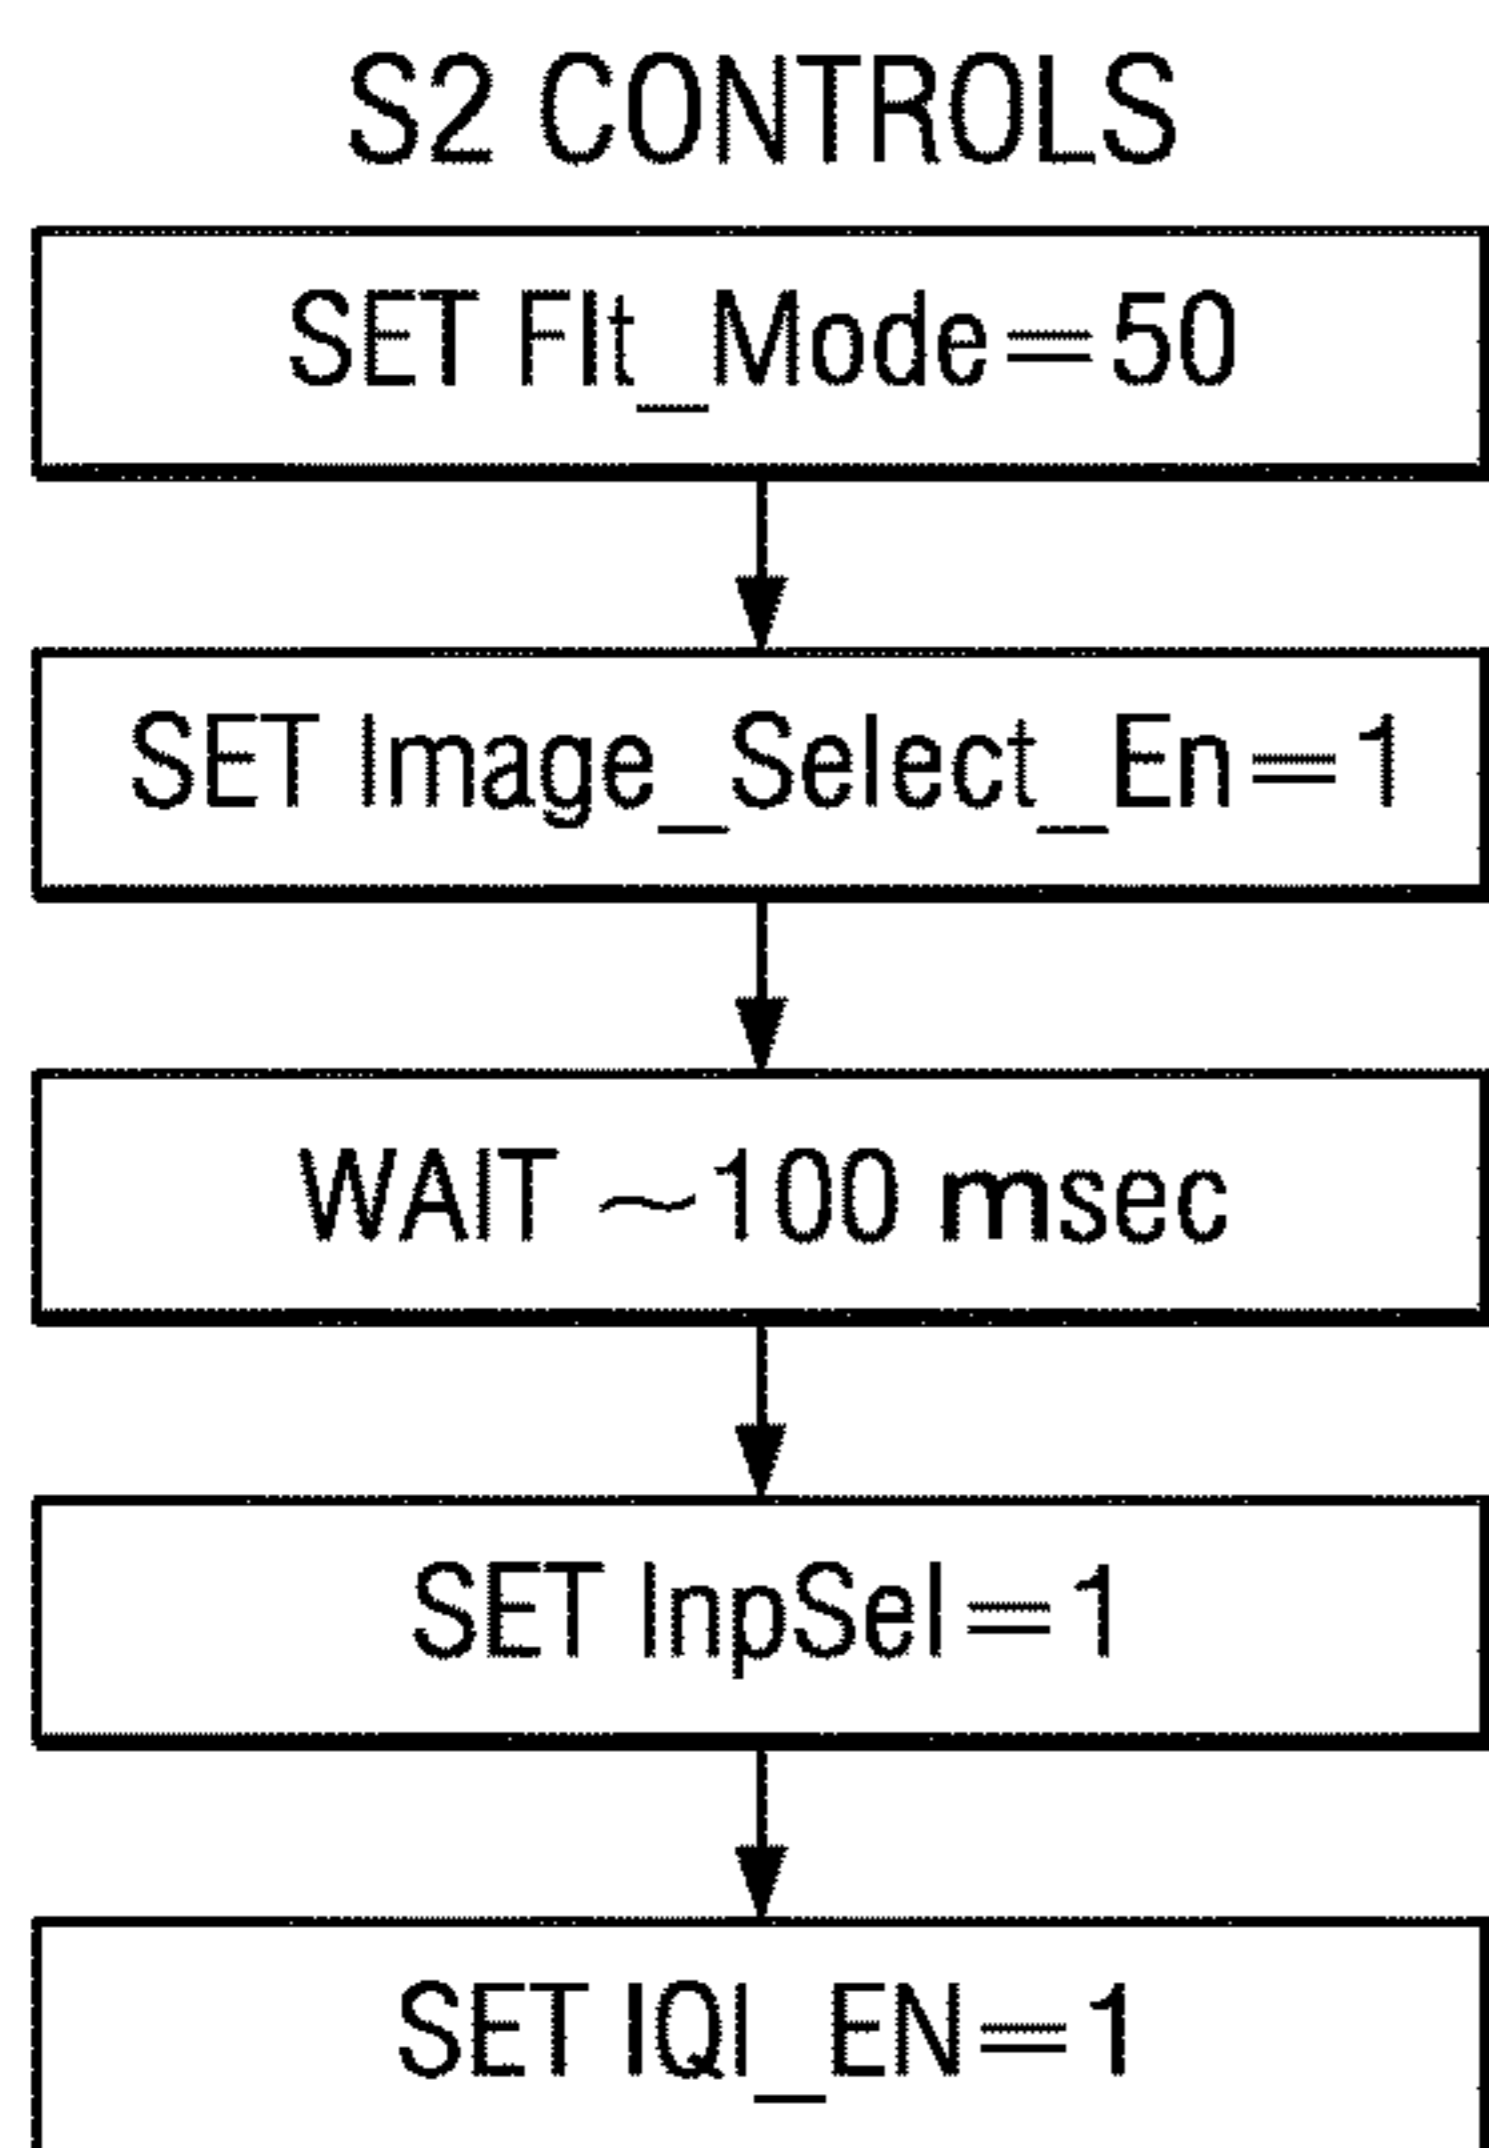 S2 CONTROLS
SET Flt_Mode=50
SET Image_Select_En=1
WAIT ~100 msec
SET InpSel=1
SET IQI_EN=1